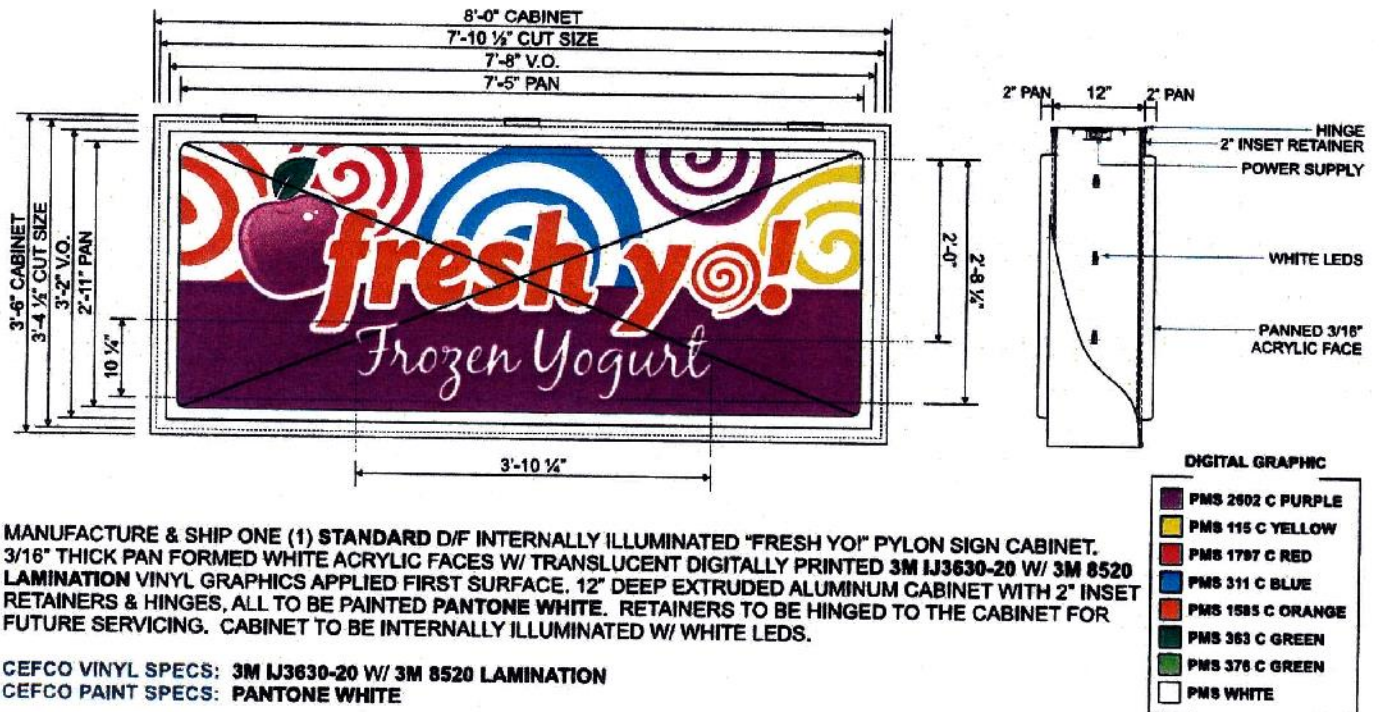 8'-0" CABINET
7'-10 ½" CUT SIZE
7'-8" V.O.
7'-5" PAN
3'-6" CABINET
3'-4 ½" CUT SIZE
3'-2" V.O.
2'-11" PAN
10 ¼"
fresh yo!
Frozen Yogurt
2'-0"
2'-8 ¼"
3'-10 ¼"
2" PAN 12" 2" PAN
HINGE
2" INSET RETAINER
POWER SUPPLY
WHITE LEDS
PANNED 3/16"
ACRYLIC FACE
DIGITAL GRAPHIC
PMS 2602 C PURPLE
PMS 115 C YELLOW
PMS 1797 C RED
PMS 311 C BLUE
PMS 1585 C ORANGE
PMS 363 C GREEN
PMS 376 C GREEN
PMS WHITE
MANUFACTURE & SHIP ONE (1) STANDARD D/F INTERNALLY ILLUMINATED "FRESH YO!" PYLON SIGN CABINET.
3/16" THICK PAN FORMED WHITE ACRYLIC FACES W/ TRANSLUCENT DIGITALLY PRINTED 3M IJ3630-20 W/ 3M 8520
LAMINATION VINYL GRAPHICS APPLIED FIRST SURFACE. 12" DEEP EXTRUDED ALUMINUM CABINET WITH 2" INSET
RETAINERS & HINGES, ALL TO BE PAINTED PANTONE WHITE. RETAINERS TO BE HINGED TO THE CABINET FOR
FUTURE SERVICING. CABINET TO BE INTERNALLY ILLUMINATED W/ WHITE LEDS.
CEFCO VINYL SPECS: 3M IJ3630-20 W/ 3M 8520 LAMINATION
CEFCO PAINT SPECS: PANTONE WHITE